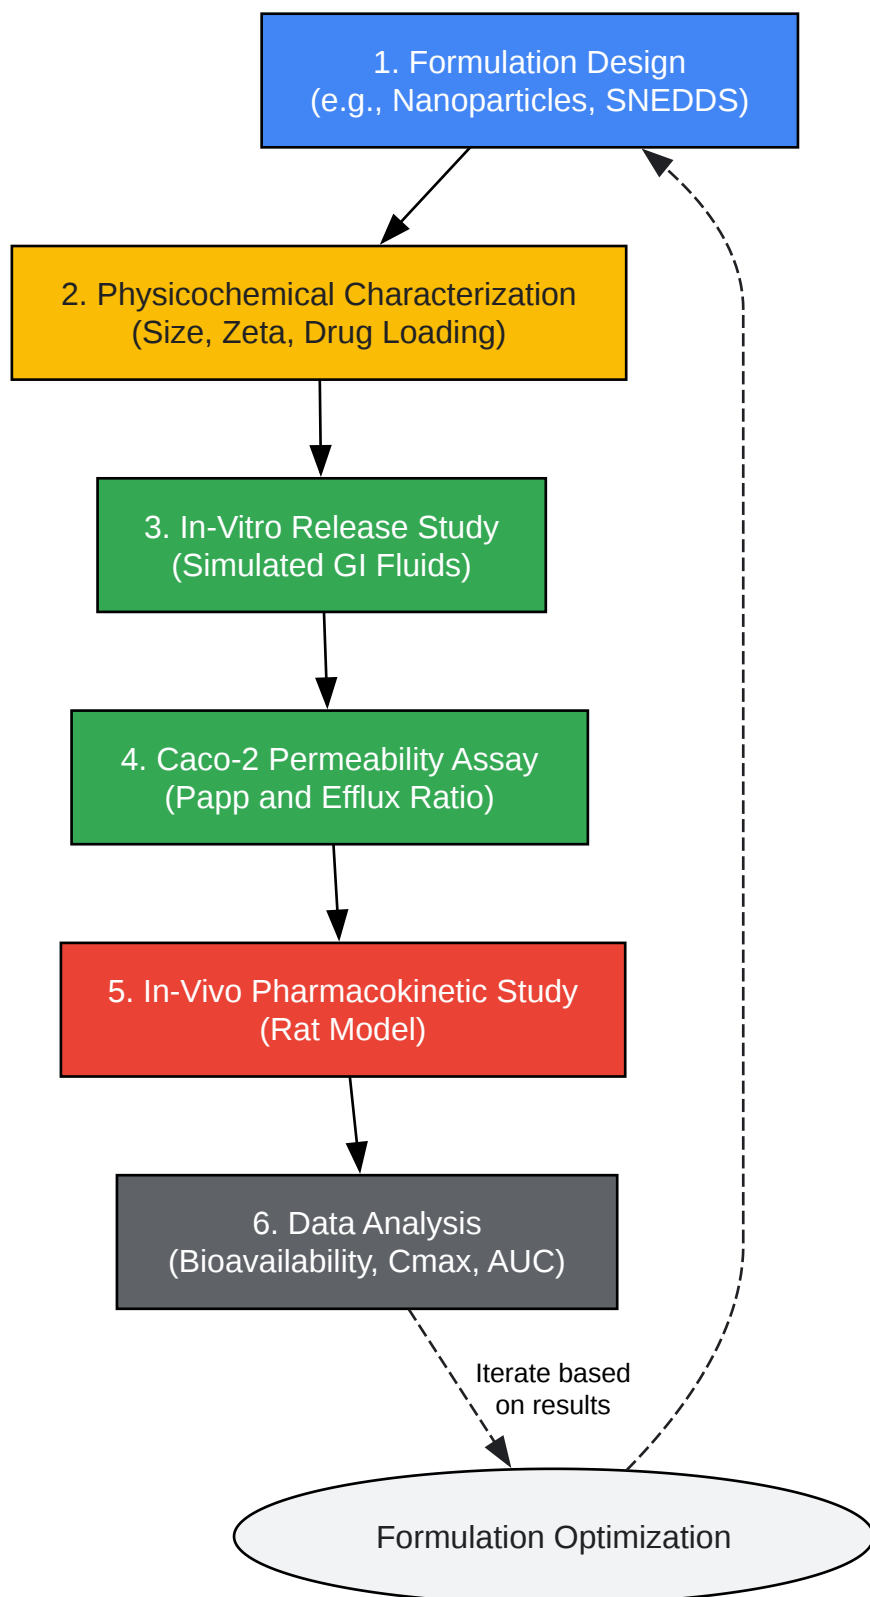 1. Formulation Design
(e.g., Nanoparticles, SNEDDS)
2. Physicochemical Characterization
(Size, Zeta, Drug Loading)
3. In-Vitro Release Study
(Simulated GI Fluids)
4. Caco-2 Permeability Assay
(Papp and Efflux Ratio)
5. In-Vivo Pharmacokinetic Study
(Rat Model)
6. Data Analysis
(Bioavailability, Cmax, AUC)
Iterate based
on results
Formulation Optimization